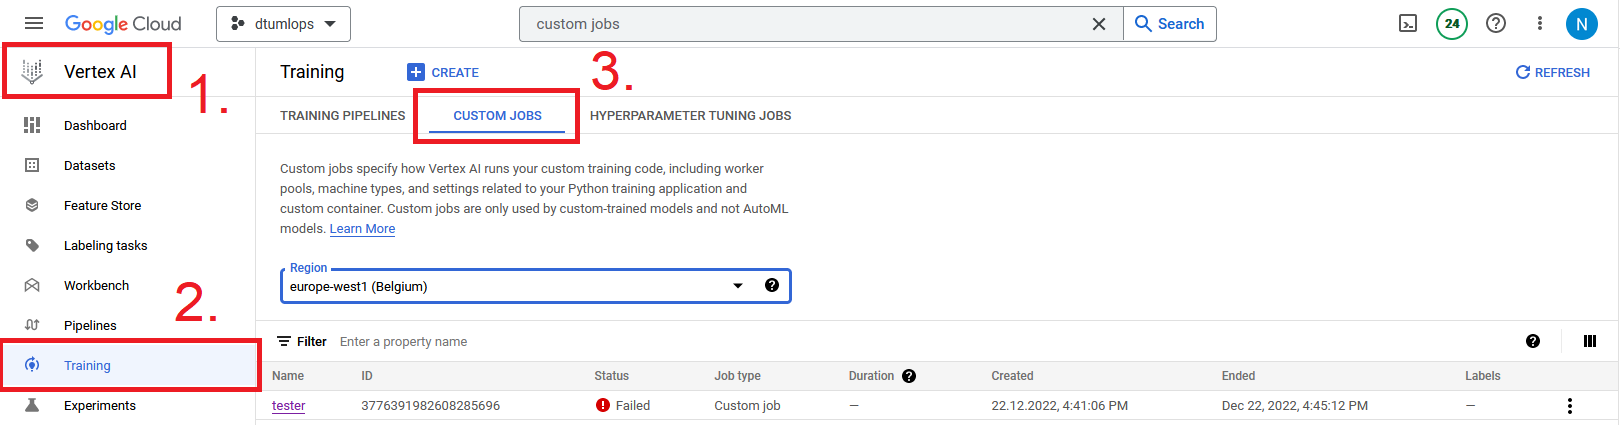 Google Cloud
dtumlops
custom jobs
Search
24
N
Vertex AI
1.
Training
CREATE
3.
REFRESH
TRAINING PIPELINES
CUSTOM JOBS
HYPERPARAMETER TUNING JOBS
Dashboard
Datasets
Feature Store
Labeling tasks
Workbench
Pipelines
2.
Training
Experiments
Custom jobs specify how Vertex AI runs your custom training code, including worker
pools, machine types, and settings related to your Python training application and
custom container. Custom jobs are only used by custom-trained models and not AutoML
models. Learn More
Region
europe-west1 (Belgium)
Filter Enter a property name
Name ID Status Job type Duration Created Ended Labels
tester 3776391982608285696 Failed Custom job — 22.12.2022, 4:41:06 PM Dec 22, 2022, 4:45:12 PM —